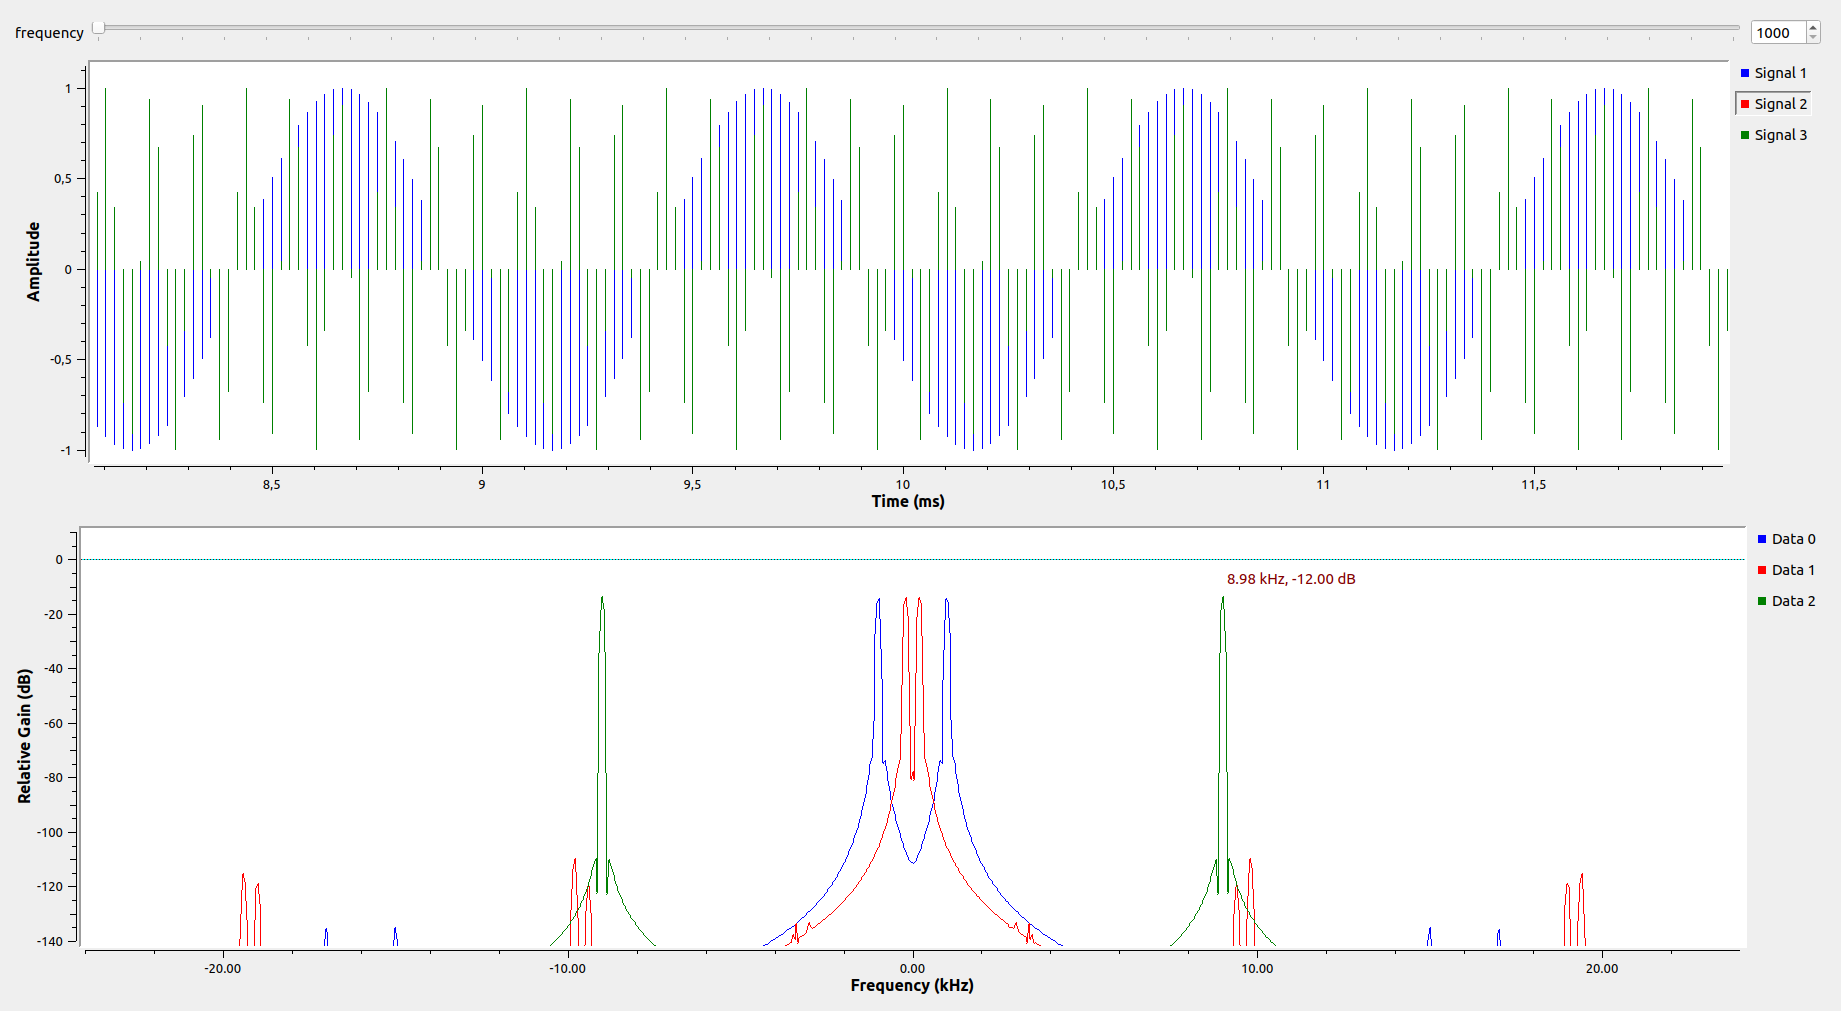 frequency
1000
Signal 1
Signal 2
Signal 3
1
0,5
0
-0,5
-1
Amplitude
8,5 9 9,5 10 10,5 11 11,5
Time (ms)
Data 0
Data 1
Data 2
8.98 kHz, -12.00 dB
0
-20
-40
-60
-80
-100
-120
-140
Relative Gain (dB)
-20.00 -10.00 0.00 10.00 20.00
Frequency (kHz)